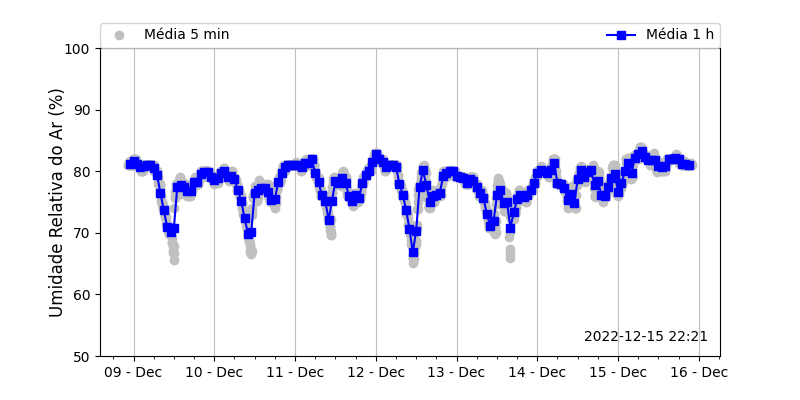 Média 5 min
Média 1 h
Umidade Relativa do Ar (%)
100
90
80
70
60
50
2022-12-15 22:21
09 - Dec
10 - Dec
11 - Dec
12 - Dec
13 - Dec
14 - Dec
15 - Dec
16 - Dec